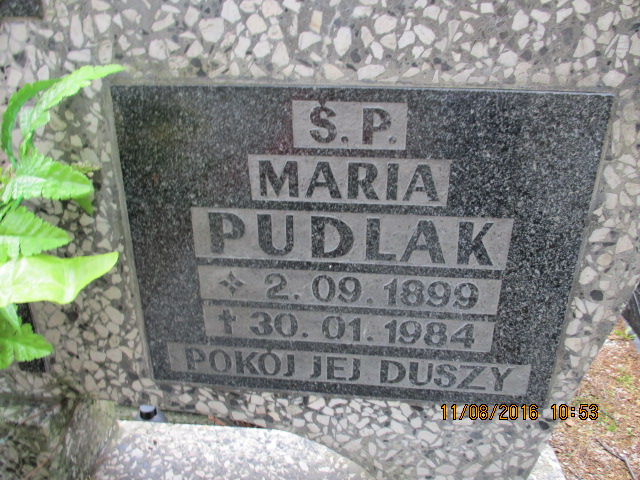 Ś.P.
MARIA
PUDLAK
2.09.1899
✝ 30.01.1984
POKÓJ JEJ DUSZY
11/08/2016 10:53